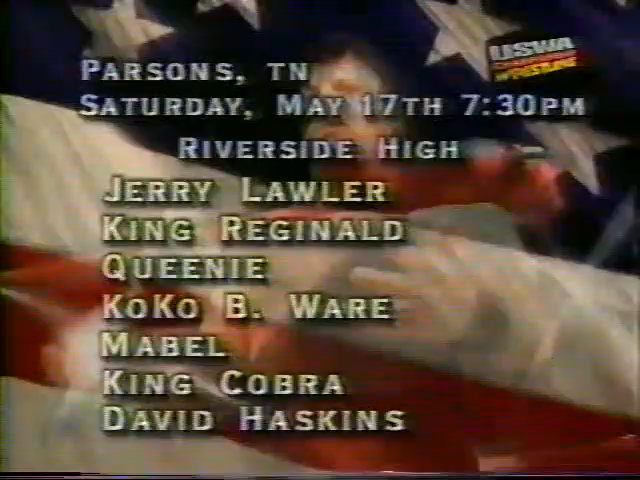 USWA
WRESTLING
PARSONS, TN
SATURDAY, MAY 17TH 7:30PM
RIVERSIDE HIGH
JERRY LAWLER
KING REGINALD
QUEENIE
KOKO B. WARE
MABEL
KING COBRA
DAVID HASKINS